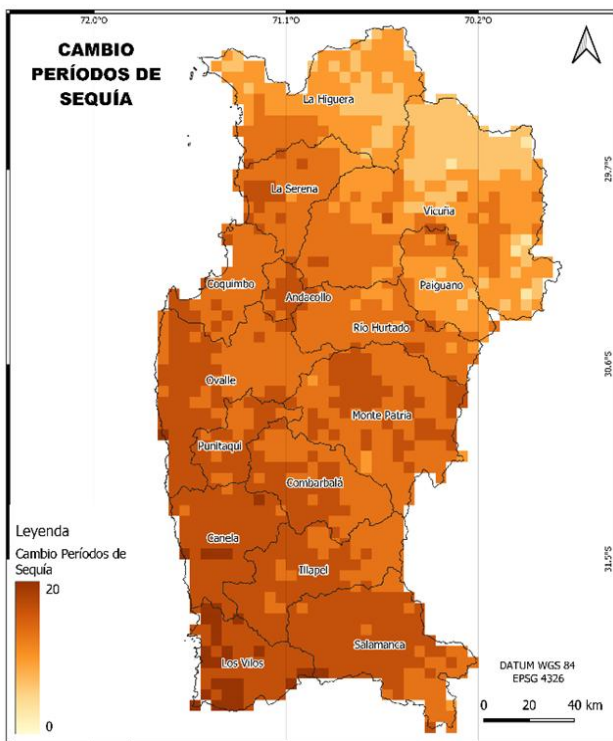 72.0°O
71.1°O
70.2°O
CAMBIO
PERÍODOS DE
SEQUÍA
La Higuera
29.7°S
La Serena
Vicuña
Coquimbo
Andacollo
Paiguano
Río Hurtado
30.6°S
Ovalle
Monte Patria
Punitaqui
Combarbalá
Canela
Illapel
31.5°S
Salamanca
Los Vilos
Leyenda
Cambio Períodos de
Sequía
20
0
DATUM WGS 84
EPSG 4326
0 20 40 km